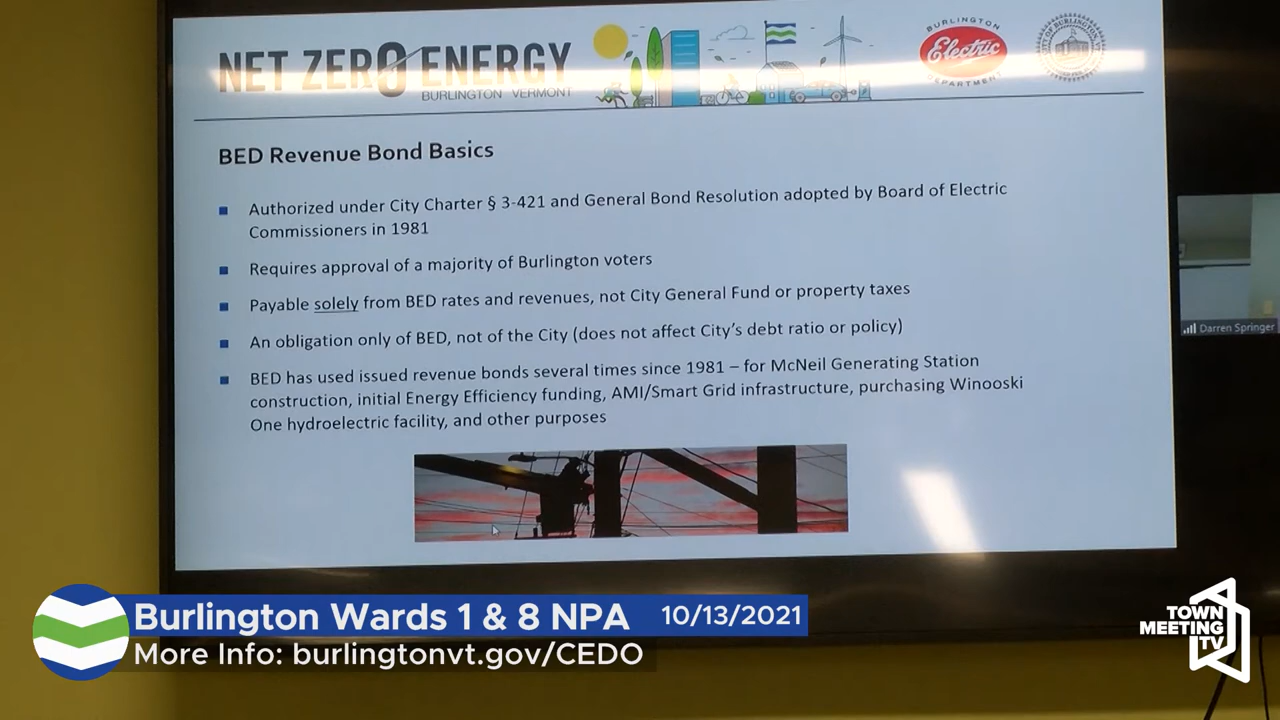 NET ZERO ENERGY
BURLINGTON VERMONT
BURLINGTON
Electric
DEPARTMENT
BED Revenue Bond Basics
Authorized under City Charter § 3-421 and General Bond Resolution adopted by Board of Electric
Commissioners in 1981
Requires approval of a majority of Burlington voters
Payable solely from BED rates and revenues, not City General Fund or property taxes
An obligation only of BED, not of the City (does not affect City's debt ratio or policy)
BED has used issued revenue bonds several times since 1981 – for McNeil Generating Station
construction, initial Energy Efficiency funding, AMI/Smart Grid infrastructure, purchasing Winooski
One hydroelectric facility, and other purposes
Darren Springer
Burlington Wards 1 & 8 NPA 10/13/2021
More Info: burlingtonvt.gov/CEDO
TOWN
MEETING
TV